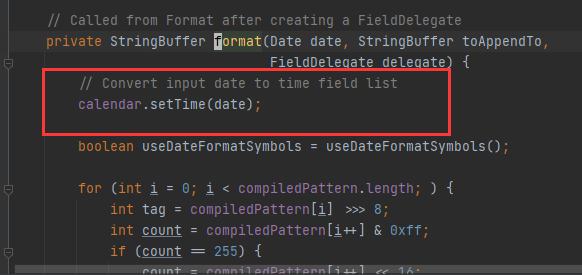 // Called from Format after creating a FieldDelegate
private StringBuffer format(Date date, StringBuffer toAppendTo,
FieldDelegate delegate) {
// Convert input date to time field list
calendar.setTime(date);
boolean useDateFormatSymbols = useDateFormatSymbols();
for (int i = 0; i < compiledPattern.length; ) {
int tag = compiledPattern[i] >>> 8;
int count = compiledPattern[i++] & 0xff;
if (count == 255) {
count = compiledPattern[i++] << 16;